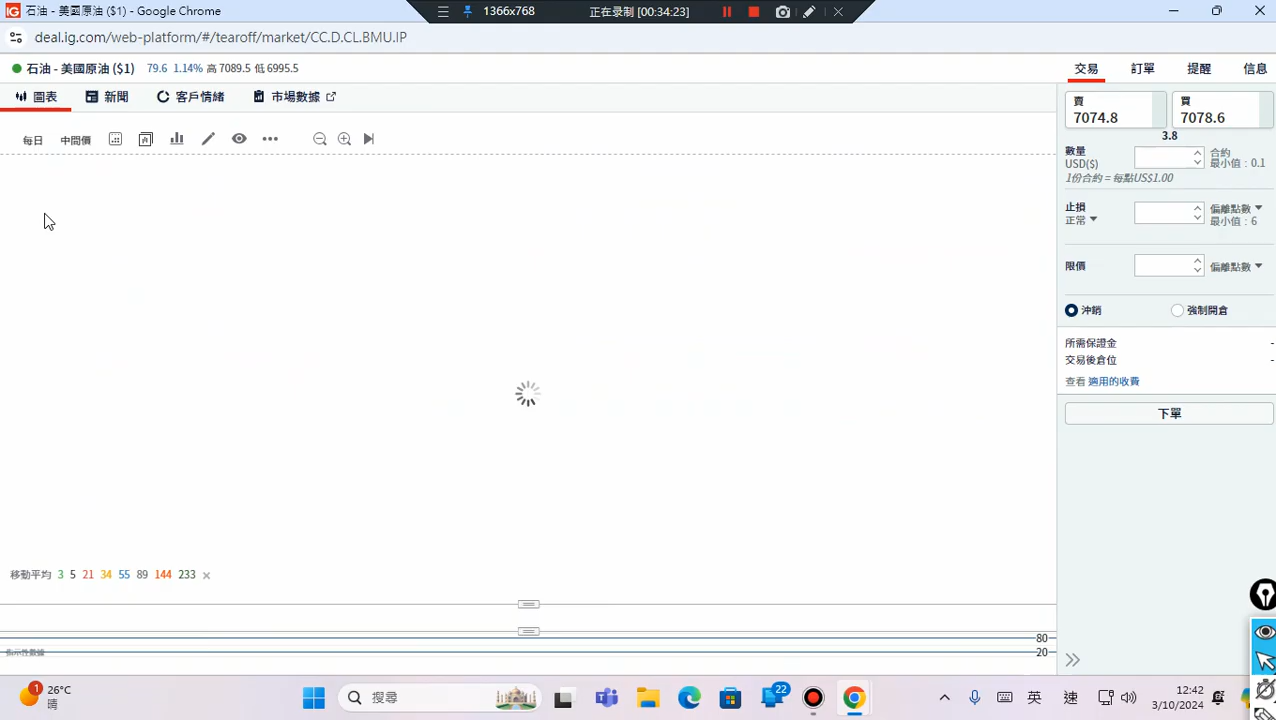 石油 - 美國原油 ($1) - Google Chrome
1366x768
正在录制 [00:34:23]
deal.ig.com/web-platform/#/tearoff/market/CC.D.CL.BMU.IP
石油 - 美國原油 ($1) 79.6 1.14% 高 7089.5 低 6995.5
交易 訂單 提醒 信息
圖表 新聞 客戶情緒 市場數據
每日 中間價
賣 7074.8
買 7078.6
3.8
數量 合約
USD($) 最小值 : 0.1
1份合約 = 每點US$1.00
止損 偏離點數
正常 最小值 : 6
限價 偏離點數
沖銷 強制開倉
所需保證金 -
交易後倉位 -
查看 適用的收費
下單
移動平均 3 5 21 34 55 89 144 233
80
20
指示性數據
26°C
晴
1
搜尋
22
英 速
12:42
3/10/2024